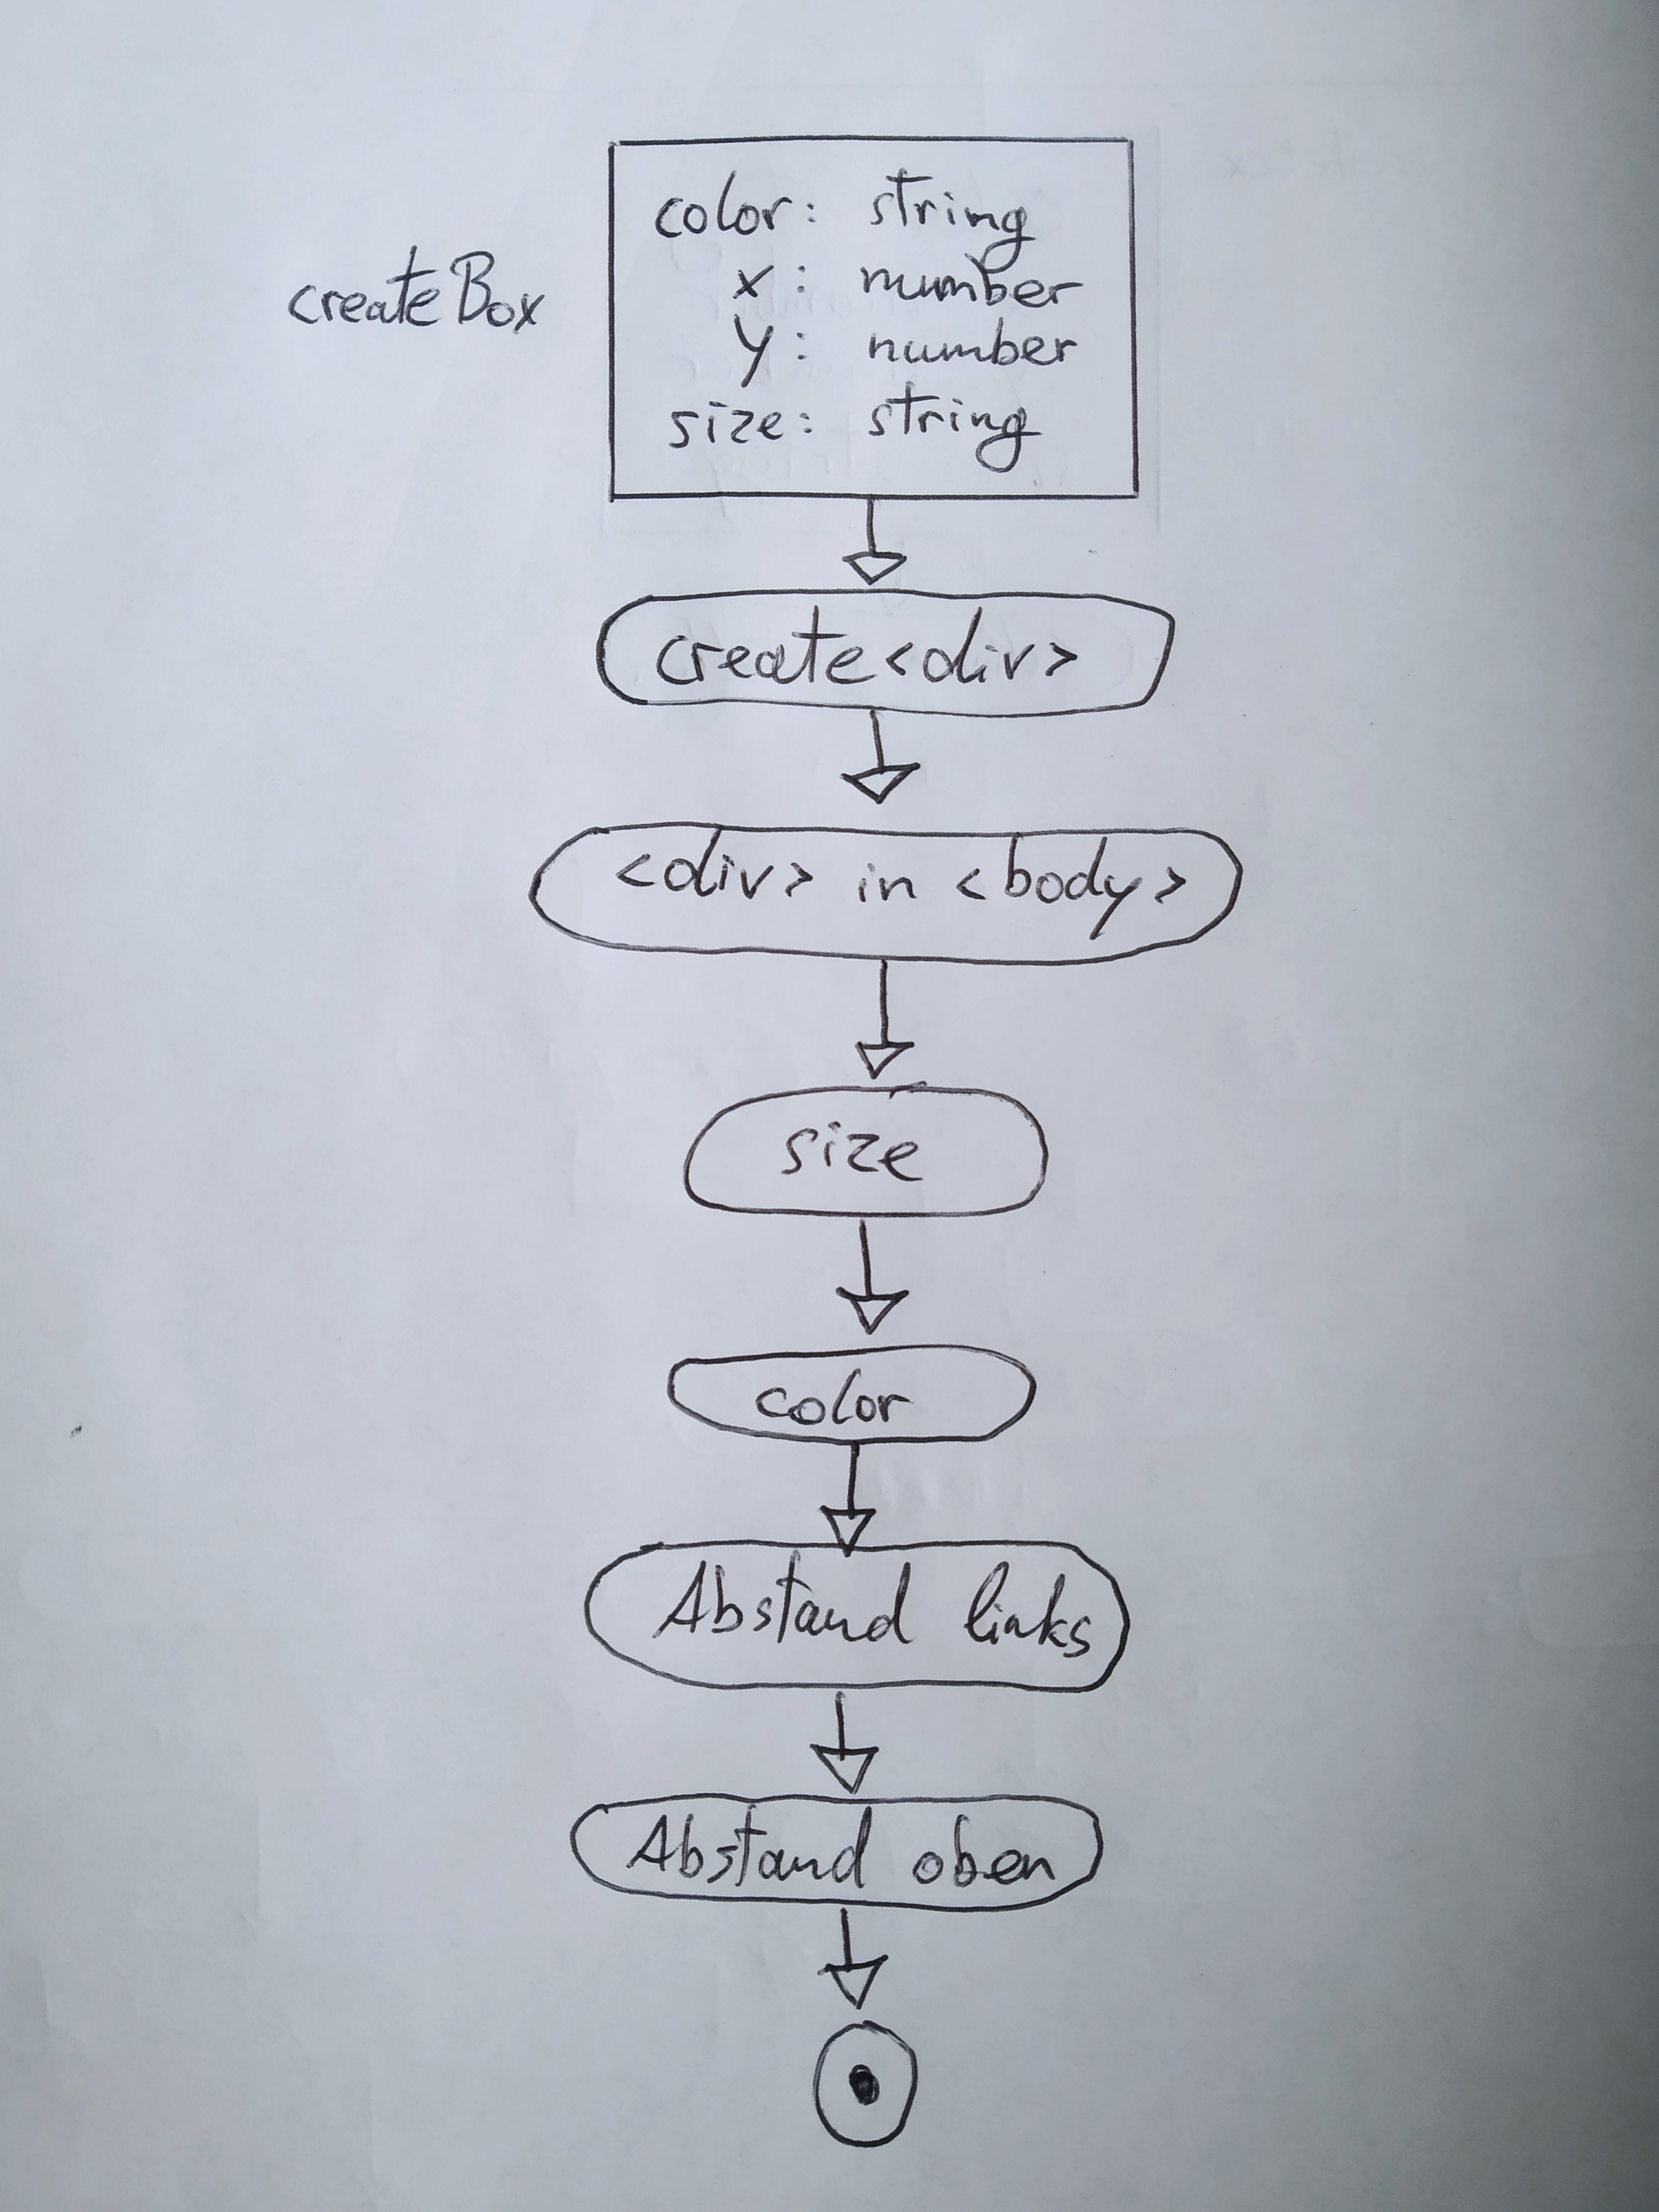 createBox
color: string
x: number
y: number
size: string
create<div>
<div> in <body>
size
color
Abstand links
Abstand oben